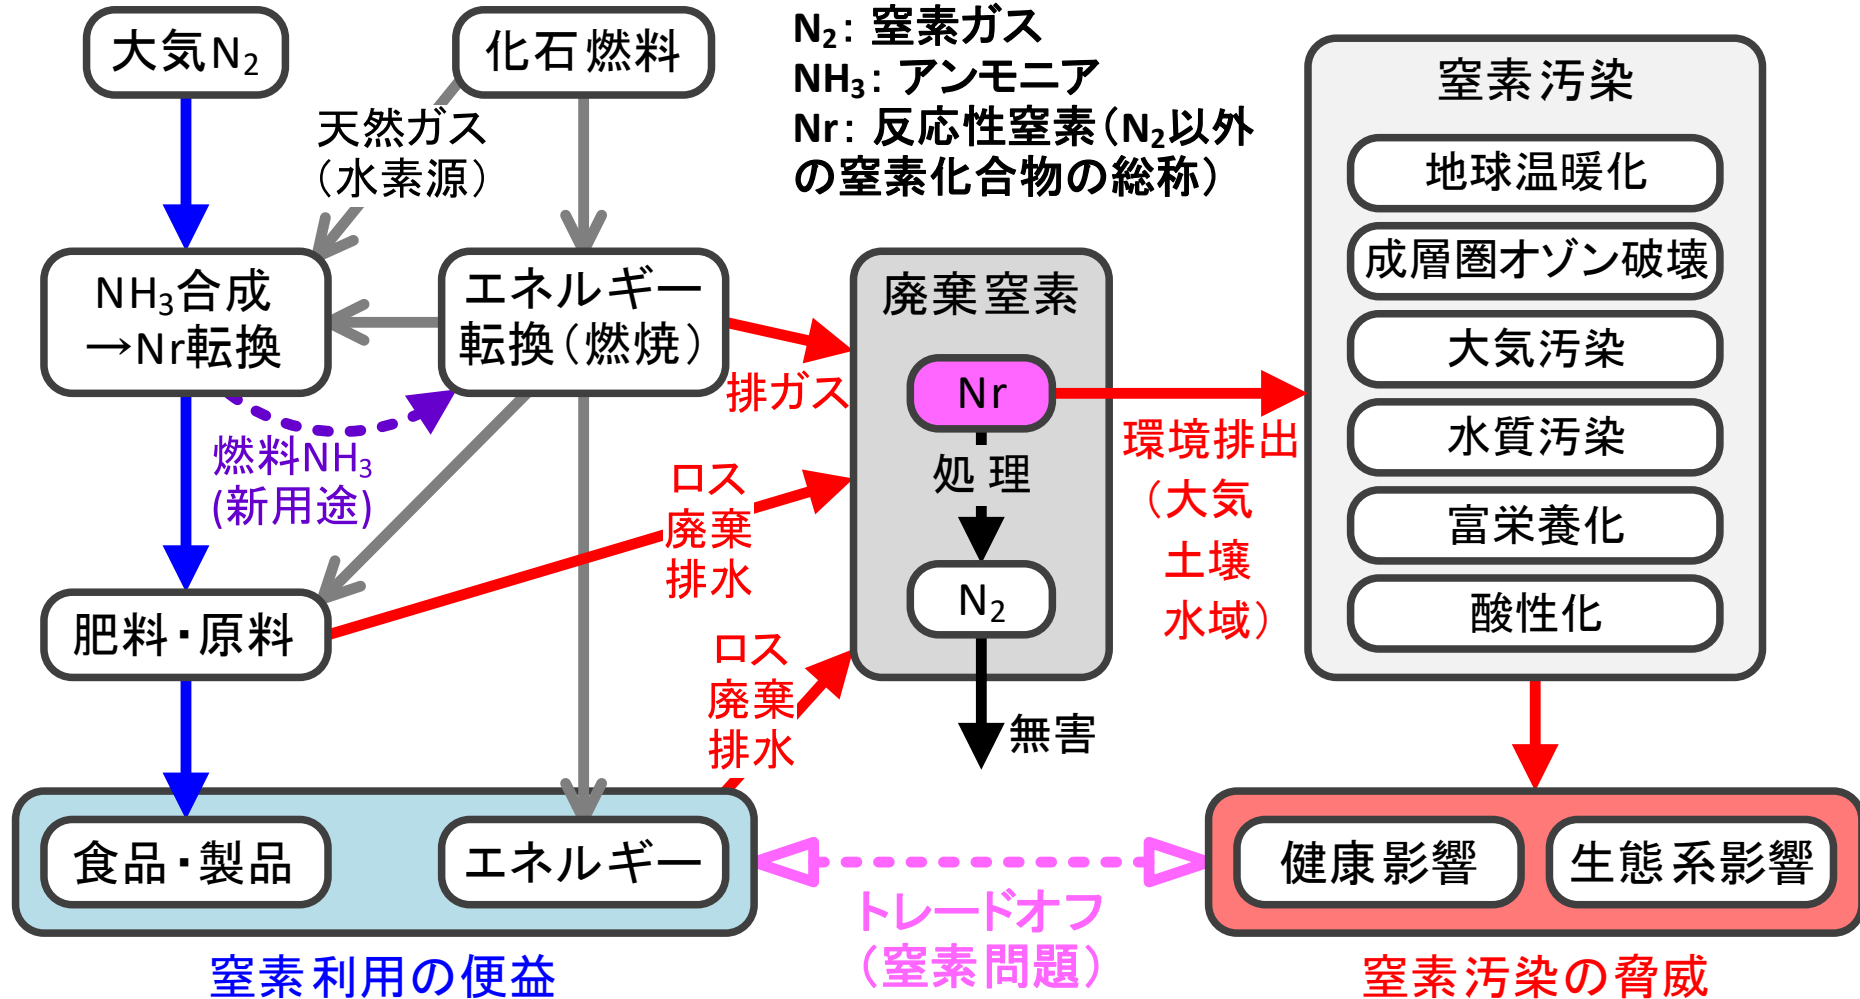 大気N₂
化石燃料
N₂： 窒素ガス
NH₃： アンモニア
Nr： 反応性窒素（N₂以外
の窒素化合物の総称）
天然ガス
（水素源）
NH₃合成
→Nr転換
エネルギー
転換（燃焼）
燃料NH₃
(新用途)
肥料・原料
食品・製品
エネルギー
窒素利用の便益
排ガス
ロス
廃棄
排水
ロス
廃棄
排水
廃棄窒素
Nr
処理
N₂
無害
環境排出
（大気
土壌
水域）
窒素汚染
地球温暖化
成層圏オゾン破壊
大気汚染
水質汚染
富栄養化
酸性化
トレードオフ
（窒素問題）
健康影響
生態系影響
窒素汚染の脅威